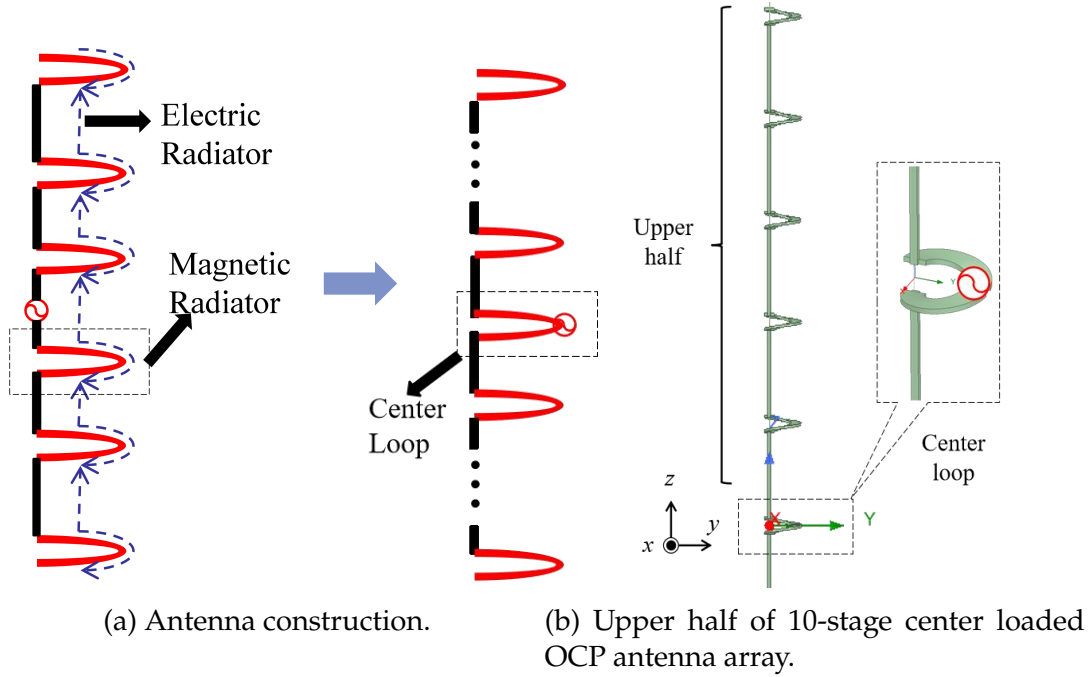 Electric
Radiator
Magnetic
Radiator
Center
Loop
Upper
half
Y
X
Center
loop
Z
z
y
x
X
Y
(a) Antenna construction.
(b) Upper half of 10-stage center loaded
OCP antenna array.